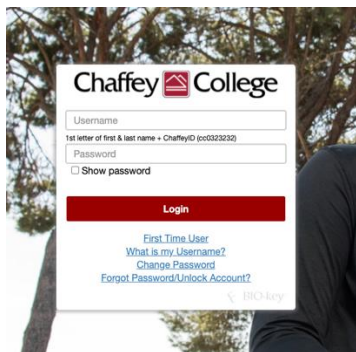 Chaffey College
Username
1st letter of first & last name + ChaffeyID (cc0323232)
Password
Show password
Login
First Time User
What is my Username?
Change Password
Forgot Password/Unlock Account?
BIO-key